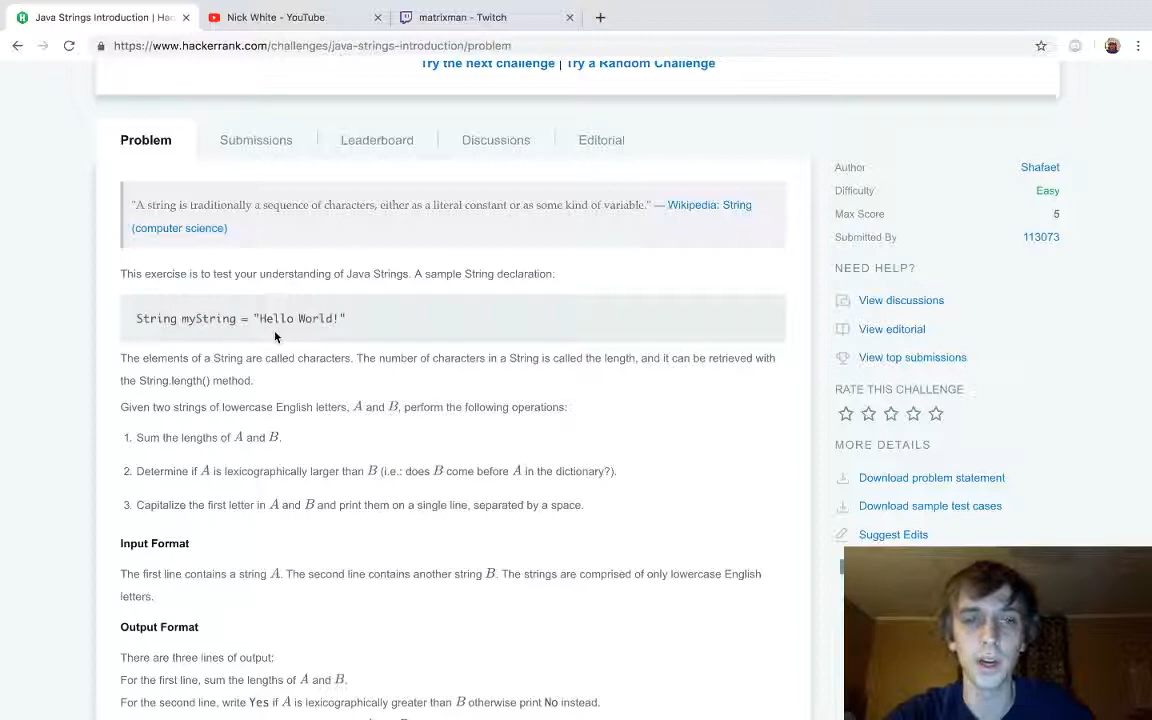 Java Strings Introduction | Hac
Nick White - YouTube
matrixman - Twitch
https://www.hackerrank.com/challenges/java-strings-introduction/problem
Try the next challenge | Try a Random Challenge
Problem
Submissions
Leaderboard
Discussions
Editorial
"A string is traditionally a sequence of characters, either as a literal constant or as some kind of variable." — Wikipedia: String
(computer science)
This exercise is to test your understanding of Java Strings. A sample String declaration:
String myString = "Hello World!"
The elements of a String are called characters. The number of characters in a String is called the length, and it can be retrieved with
the String.length() method.
Given two strings of lowercase English letters, A and B, perform the following operations:
1. Sum the lengths of A and B.
2. Determine if A is lexicographically larger than B (i.e.: does B come before A in the dictionary?).
3. Capitalize the first letter in A and B and print them on a single line, separated by a space.
Input Format
The first line contains a string A. The second line contains another string B. The strings are comprised of only lowercase English
letters.
Output Format
There are three lines of output:
For the first line, sum the lengths of A and B.
For the second line, write Yes if A is lexicographically greater than B otherwise print No instead.
Author Shafaet
Difficulty Easy
Max Score 5
Submitted By 113073
NEED HELP?
View discussions
View editorial
View top submissions
RATE THIS CHALLENGE
MORE DETAILS
Download problem statement
Download sample test cases
Suggest Edits